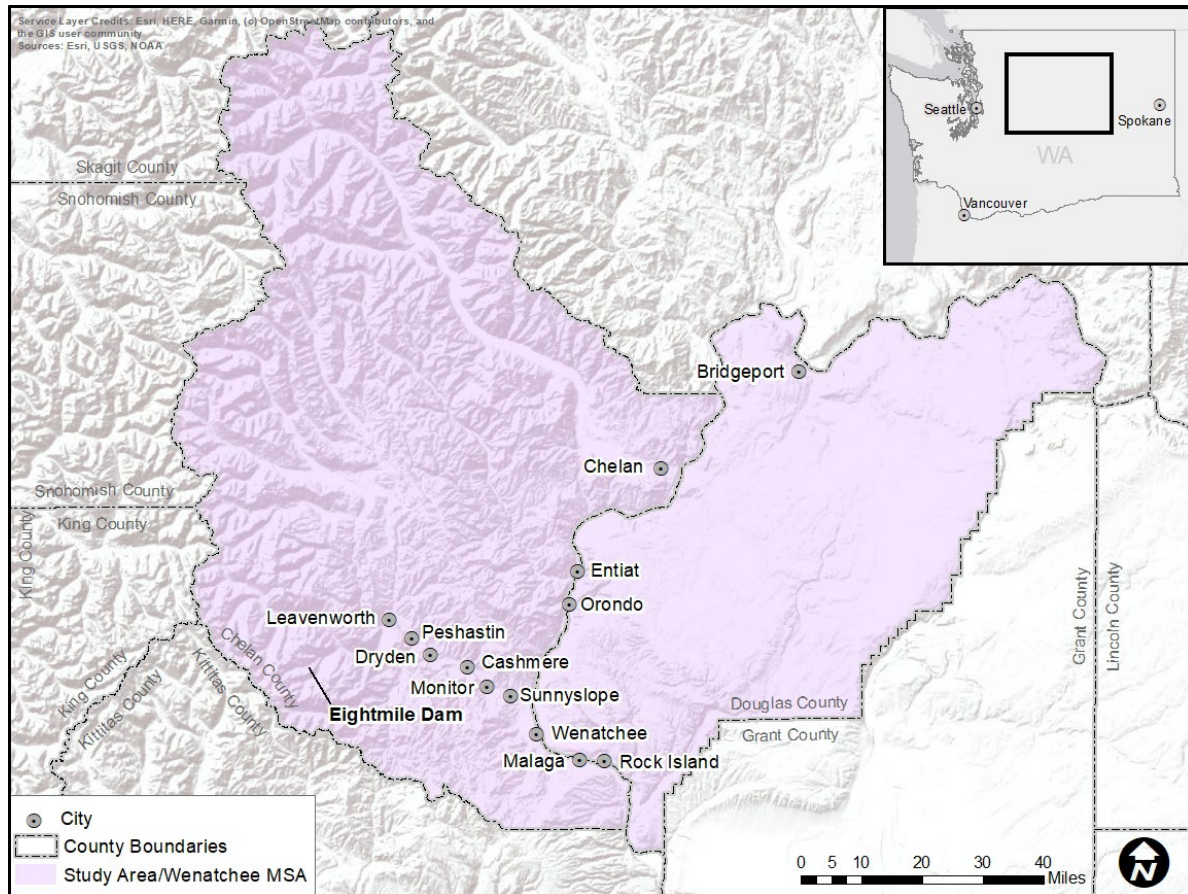 Service Layer Credits: Esri, HERE, Garmin, (c) OpenStreetMap contributors, and
the GIS user community
Sources: Esri, USGS, NOAA
Seattle
Spokane
WA
Vancouver
Skagit County
Snohomish County
Bridgeport
Chelan
Snohomish County
King County
King County
Entiat
Orondo
Leavenworth
Peshastin
Dryden
Cashmere
Monitor
Sunnyslope
Chelan County
Kittitas County
King County
Kittitas County
Eightmile Dam
Grant County
Lincoln County
Douglas County
Grant County
Wenatchee
Malaga
Rock Island
City
County Boundaries
Study Area/Wenatchee MSA
0 5 10 20 30 40
Miles
N